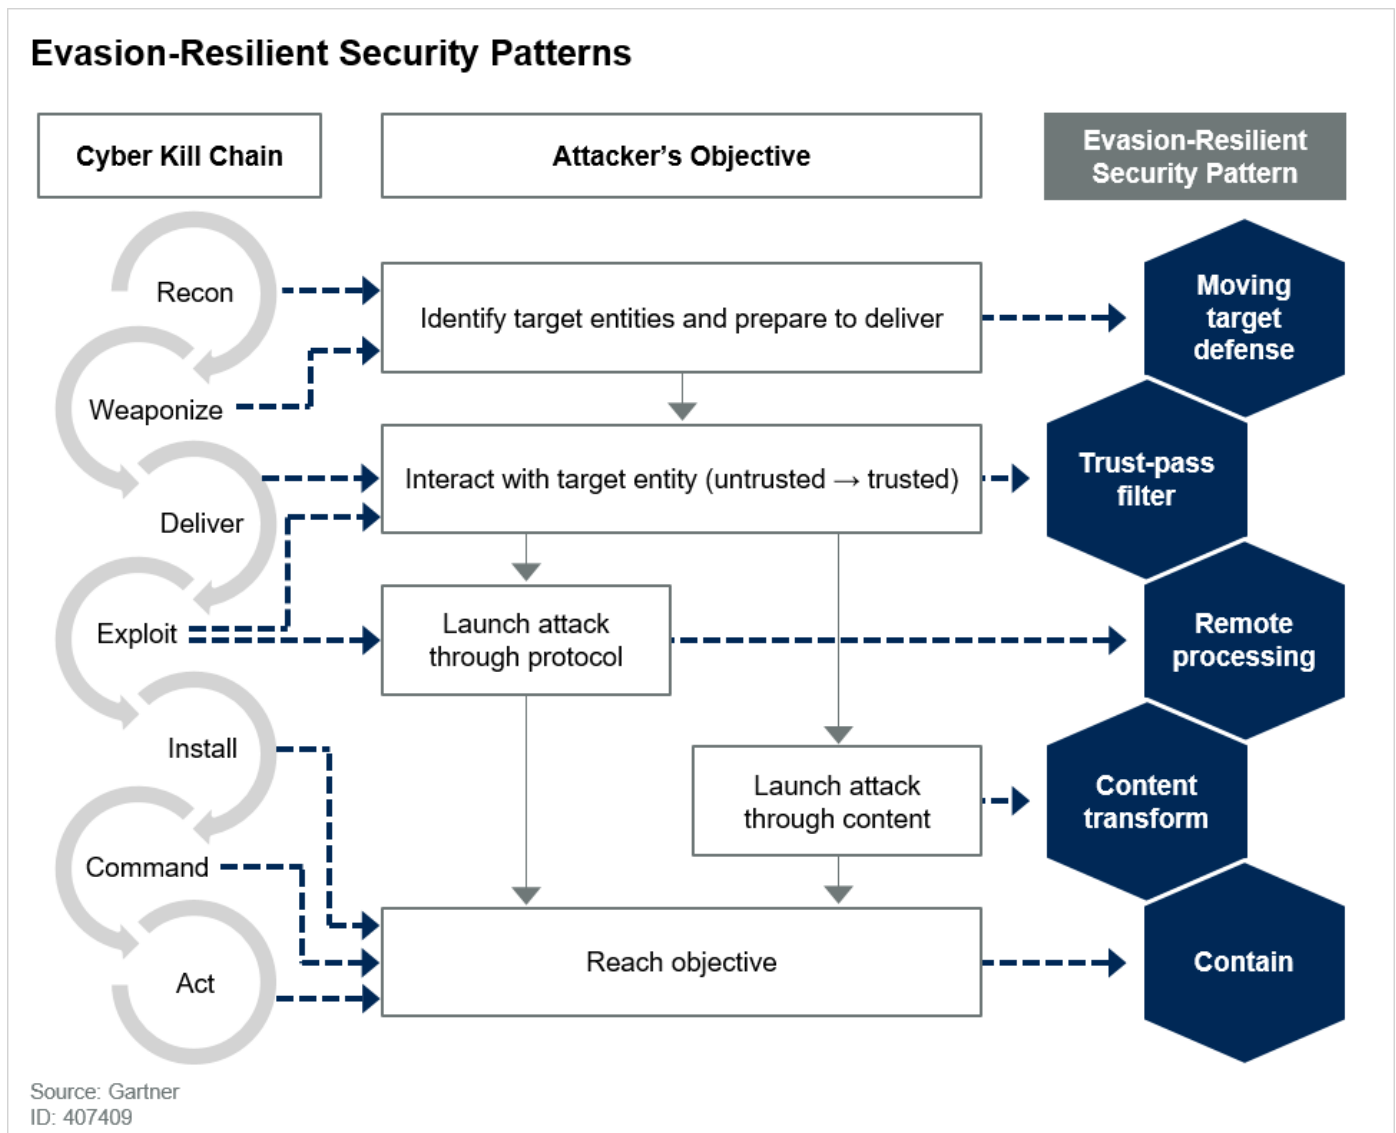 Evasion-Resilient Security Patterns
Cyber Kill Chain
Attacker's Objective
Evasion-Resilient
Security Pattern
Recon
Identify target entities and prepare to deliver
Moving
target
defense
Weaponize
Deliver
Interact with target entity (untrusted → trusted)
Trust-pass
filter
Exploit
Launch attack
through protocol
Remote
processing
Install
Launch attack
through content
Content
transform
Command
Act
Reach objective
Contain
Source: Gartner
ID: 407409